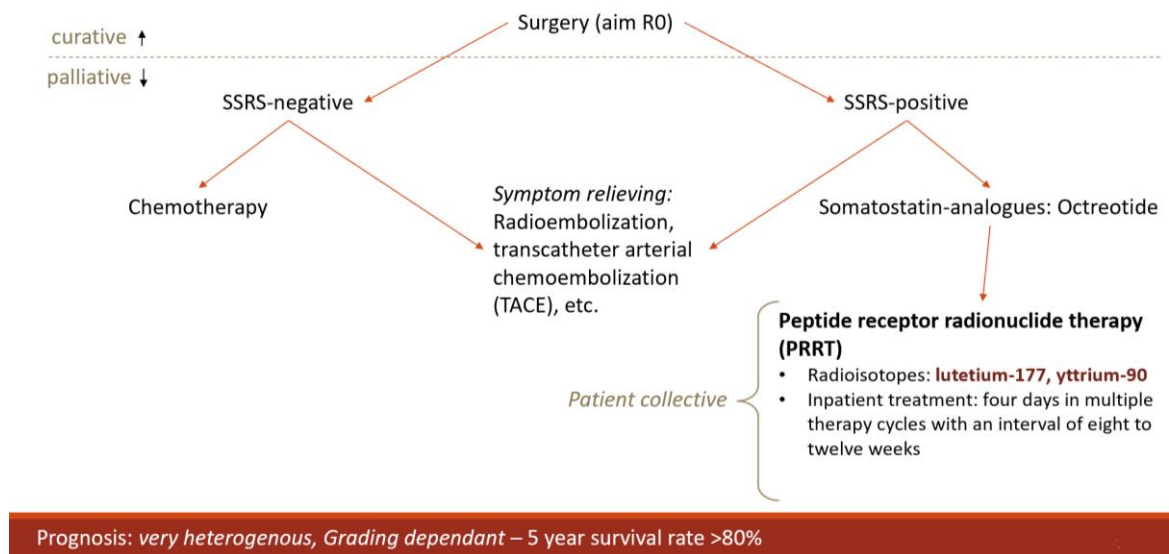 Surgery (aim R0)
curative ↑
palliative ↓
SSRS-negative
SSRS-positive
Chemotherapy
Symptom relieving:
Radioembolization,
transcatheter arterial
chemoembolization
(TACE), etc.
Somatostatin-analogues: Octreotide
Patient collective
Peptide receptor radionuclide therapy
(PRRT)
• Radioisotopes: lutetium-177, yttrium-90
• Inpatient treatment: four days in multiple
therapy cycles with an interval of eight to
twelve weeks
Prognosis: very heterogenous, Grading dependant – 5 year survival rate >80%